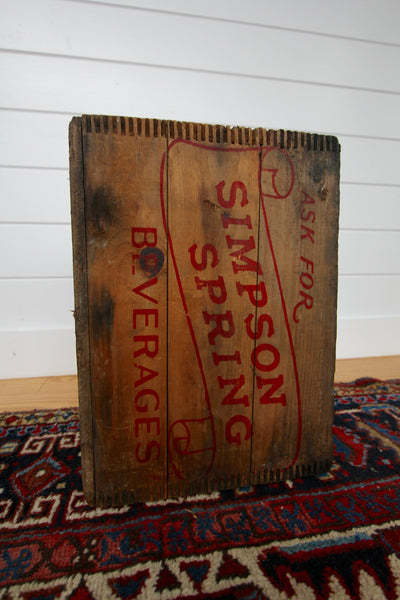 ASK FOR
SIMPSON
SPRING
BEVERAGES